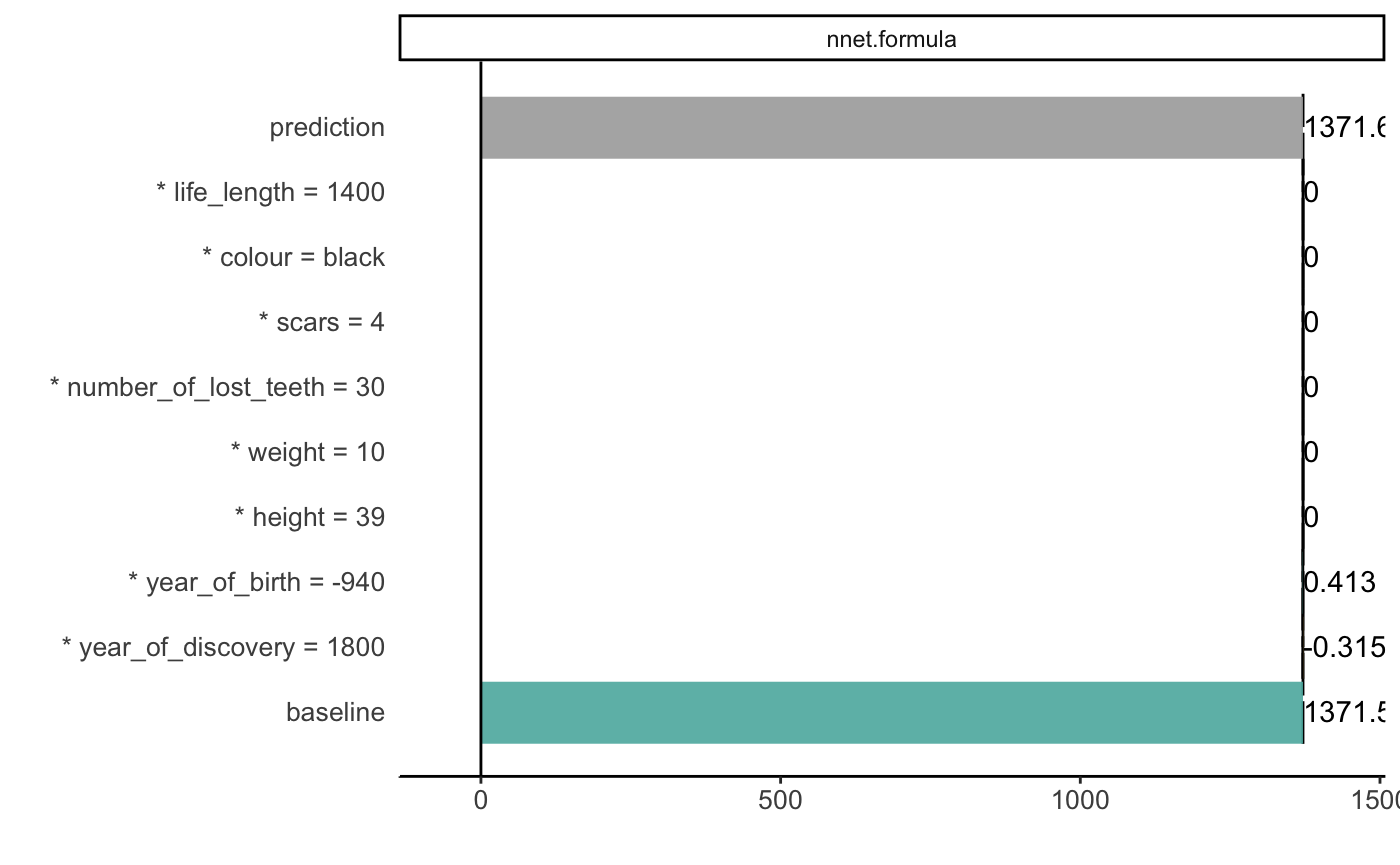 nnet.formula
prediction 1371.6
* life_length = 1400 0
* colour = black 0
* scars = 4 0
* number_of_lost_teeth = 30 0
* weight = 10 0
* height = 39 0
* year_of_birth = -940 0.413
* year_of_discovery = 1800 -0.315
baseline 1371.5
0 500 1000 1500